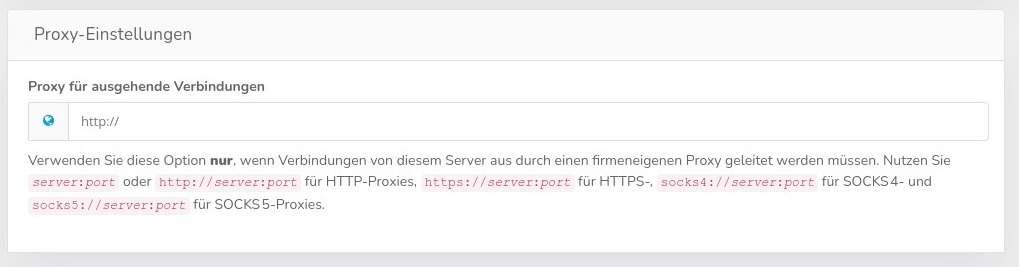 Proxy-Einstellungen
Proxy für ausgehende Verbindungen
http://
Verwenden Sie diese Option nur, wenn Verbindungen von diesem Server aus durch einen firmeneigenen Proxy geleitet werden müssen. Nutzen Sie
server:port oder http://server:port für HTTP-Proxies, https://server:port für HTTPS-, socks4://server:port für SOCKS4- und
socks5://server:port für SOCKS5-Proxies.